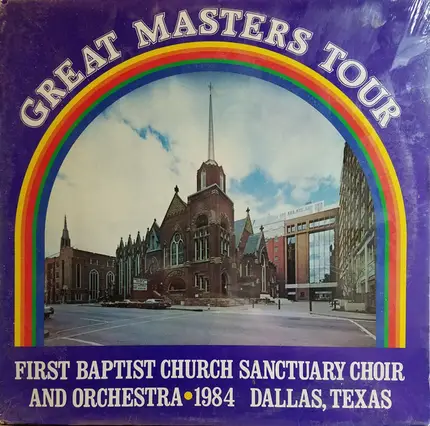 GREAT MASTERS TOUR
FIRST BAPTIST CHURCH SANCTUARY CHOIR
AND ORCHESTRA • 1984 DALLAS, TEXAS